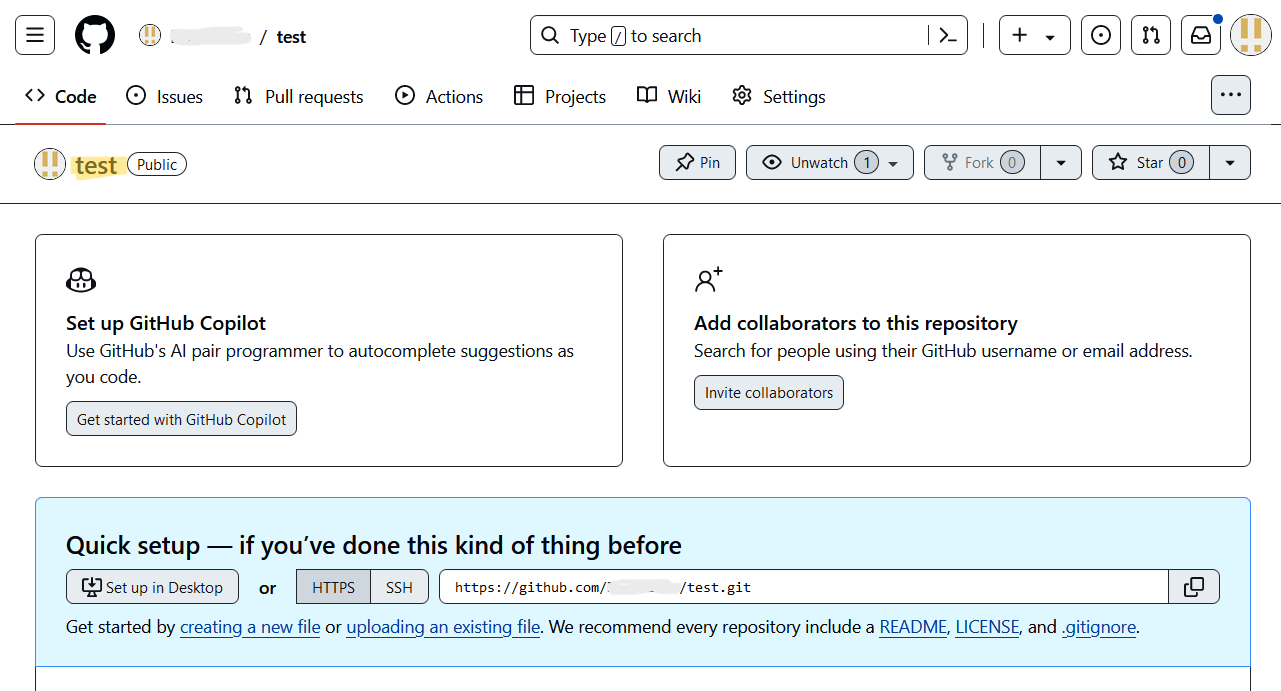 / test
Type / to search
Code Issues Pull requests Actions Projects Wiki Settings
test Public
Pin Unwatch 1 Fork 0 Star 0
Set up GitHub Copilot
Use GitHub's AI pair programmer to autocomplete suggestions as
you code.
Get started with GitHub Copilot
Add collaborators to this repository
Search for people using their GitHub username or email address.
Invite collaborators
Quick setup — if you’ve done this kind of thing before
Set up in Desktop or HTTPS SSH https://github.com/ /test.git
Get started by creating a new file or uploading an existing file. We recommend every repository include a README, LICENSE, and .gitignore.